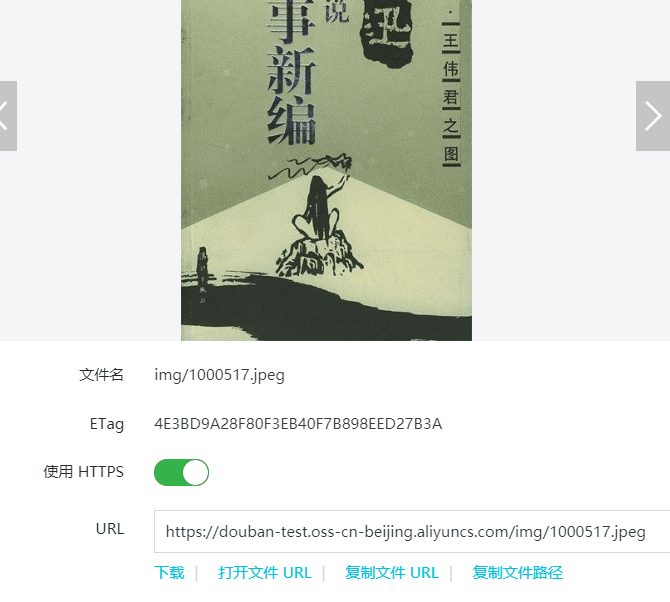 说
事新编
·王伟君之图
文件名
img/1000517.jpeg
ETag
4E3BD9A28F80F3EB40F7B898EED27B3A
使用 HTTPS
URL
https://douban-test.oss-cn-beijing.aliyuncs.com/img/1000517.jpeg
下载 | 打开文件 URL | 复制文件 URL | 复制文件路径